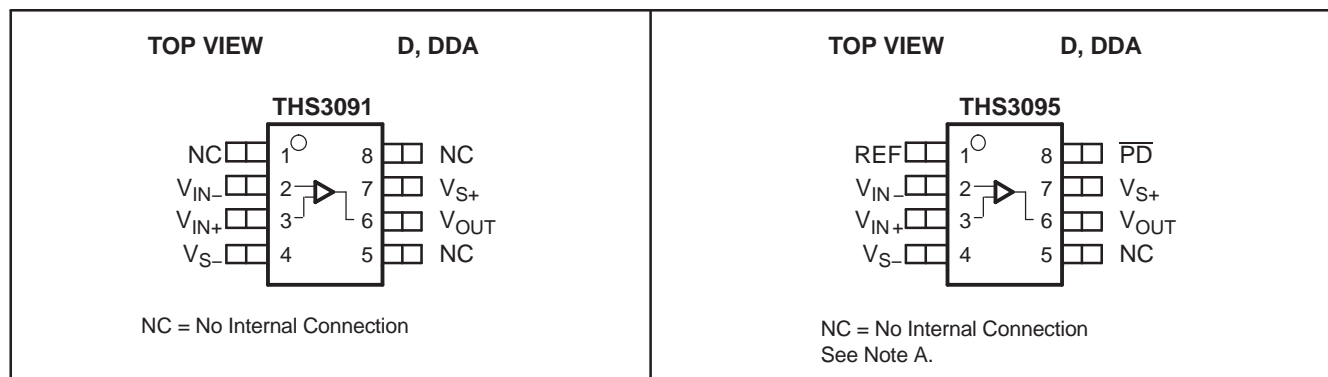 TOP VIEW D, DDA
THS3091
NC 1 8 NC
VIN− 2 7 VS+
VIN+ 3 6 VOUT
VS− 4 5 NC
NC = No Internal Connection
TOP VIEW D, DDA
THS3095
REF 1 8 P̅D̅
VIN− 2 7 VS+
VIN+ 3 6 VOUT
VS− 4 5 NC
NC = No Internal Connection
See Note A.